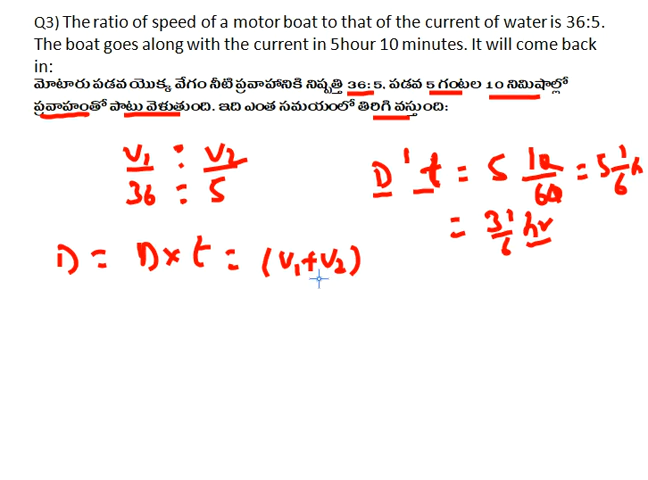 Q3) The ratio of speed of a motor boat to that of the current of water is 36:5.
The boat goes along with the current in 5hour 10 minutes. It will come back
in:
మోటారు పడవ యొక్క వేగం నీటి ప్రవాహానికి నిష్పత్తి 36: 5. పడవ 5 గంటల 10 నిమిషాల్లో
ప్రవాహంతో పాటు వెళుతుంది. ఇది ఎంత సమయంలో తిరిగి వస్తుంది:
V1 : V2
36 : 5
D' t = 5 10/60 = 5 1/6 h
= 31/6 hr
D = D × t = (V1+V2)